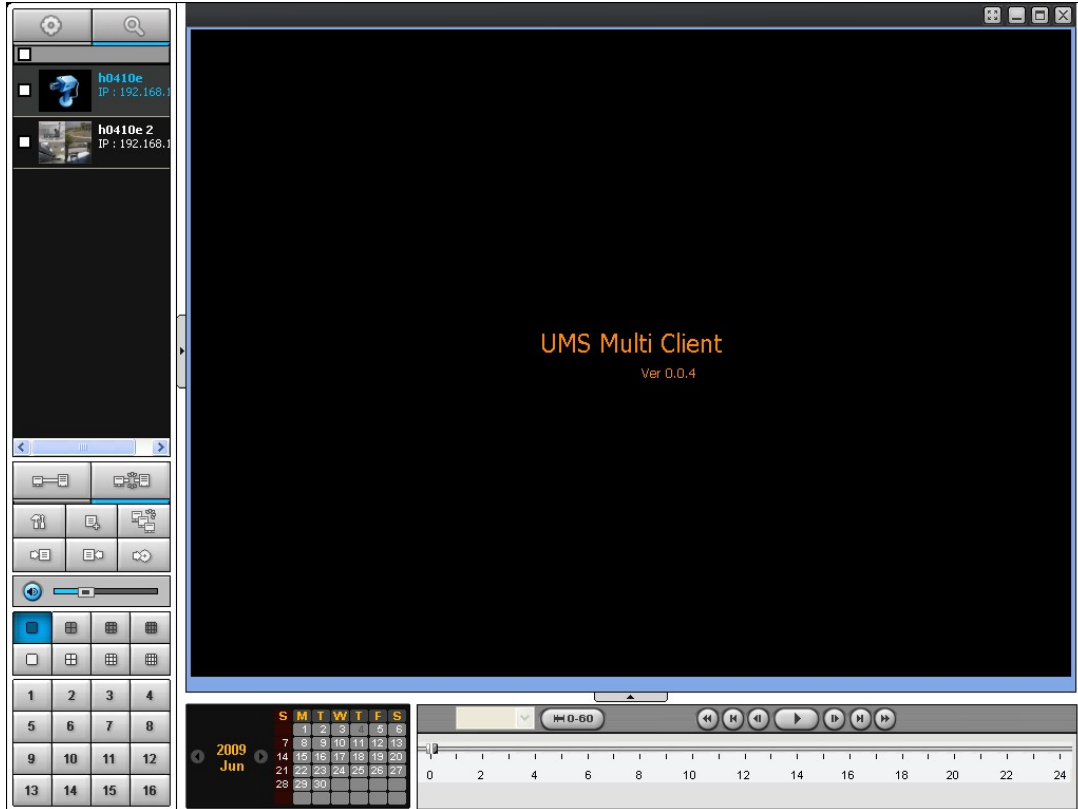 h0410e
IP : 192.168.1
h0410e 2
IP : 192.168.1
UMS Multi Client
Ver 0.0.4
1 2 3 4
5 6 7 8
9 10 11 12
13 14 15 16
2009
Jun
S M T W T F S
1 2 3 4 5 6
7 8 9 10 11 12 13
14 15 16 17 18 19 20
21 22 23 24 25 26 27
28 29 30
0-60
0 2 4 6 8 10 12 14 16 18 20 22 24